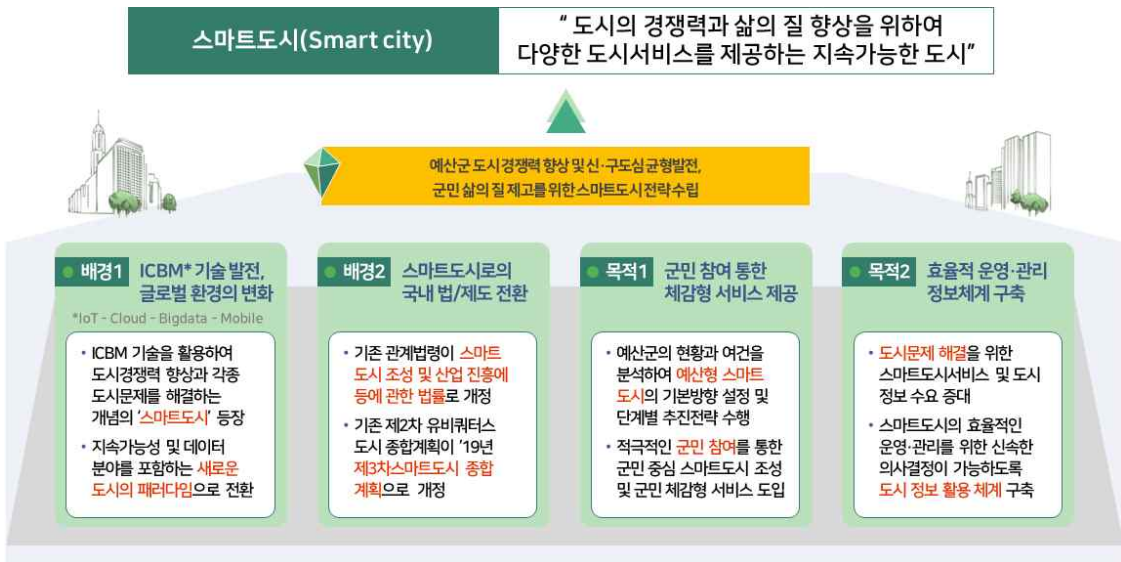 스마트도시(Smart city)
“ 도시의 경쟁력과 삶의 질 향상을 위하여
다양한 도시서비스를 제공하는 지속가능한 도시”
예산군 도시 경쟁력 향상 및 신·구도심 균형발전,
군민 삶의 질 제고를 위한 스마트도시 전략 수립
배경1
ICBM* 기술 발전,
글로벌 환경의 변화
*IoT - Cloud - Bigdata - Mobile
• ICBM 기술을 활용하여
도시경쟁력 향상과 각종
도시문제를 해결하는
개념의 ‘스마트도시’ 등장
• 지속가능성 및 데이터
분야를 포함하는 새로운
도시의 패러다임으로 전환
배경2
스마트도시로의
국내 법/제도 전환
• 기존 관계법령이 스마트
도시 조성 및 산업 진흥에
등에 관한 법률로 개정
• 기존 제2차 유비쿼터스
도시 종합계획이 ’19년
제3차스마트도시 종합
계획으로 개정
목적1
군민 참여 통한
체감형 서비스 제공
• 예산군의 현황과 여건을
분석하여 예산형 스마트
도시의 기본방향 설정 및
단계별 추진전략 수행
• 적극적인 군민 참여를 통한
군민 중심 스마트도시 조성
및 군민 체감형 서비스 도입
목적2
효율적 운영·관리
정보체계 구축
• 도시문제 해결을 위한
스마트도시서비스 및 도시
정보 수요 증대
• 스마트도시의 효율적인
운영·관리를 위한 신속한
의사결정이 가능하도록
도시 정보 활용 체계 구축